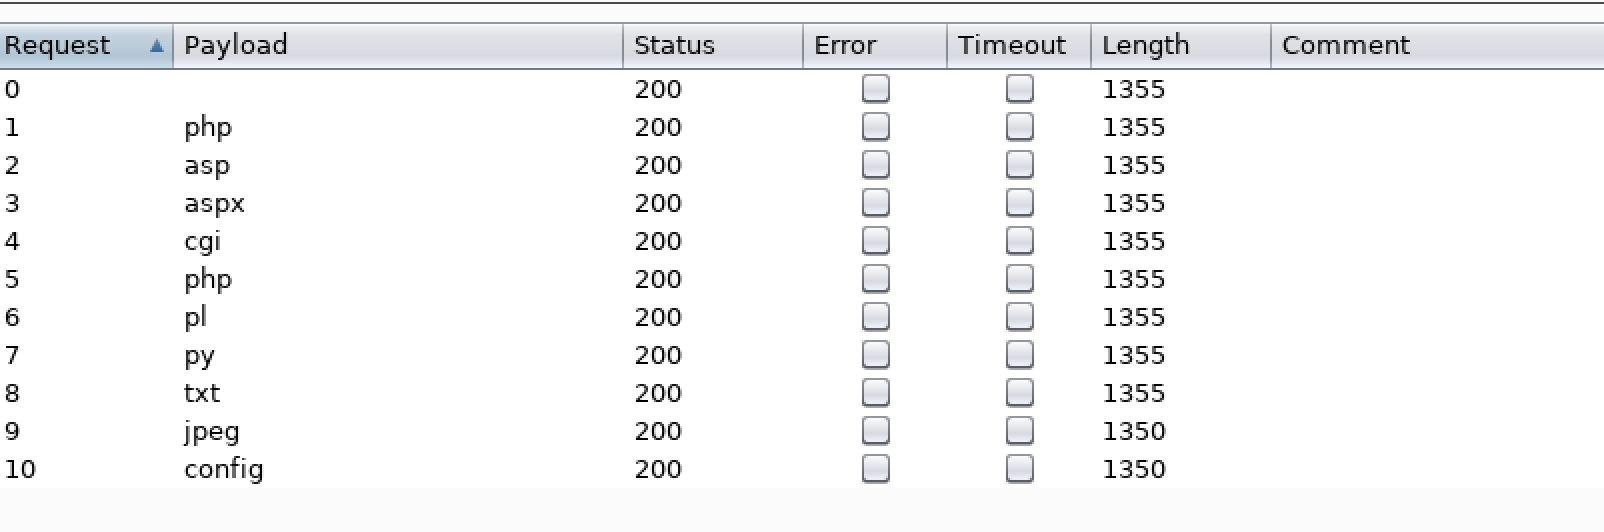 Request Payload Status Error Timeout Length Comment
0 200 1355
1 php 200 1355
2 asp 200 1355
3 aspx 200 1355
4 cgi 200 1355
5 php 200 1355
6 pl 200 1355
7 py 200 1355
8 txt 200 1355
9 jpeg 200 1350
10 config 200 1350